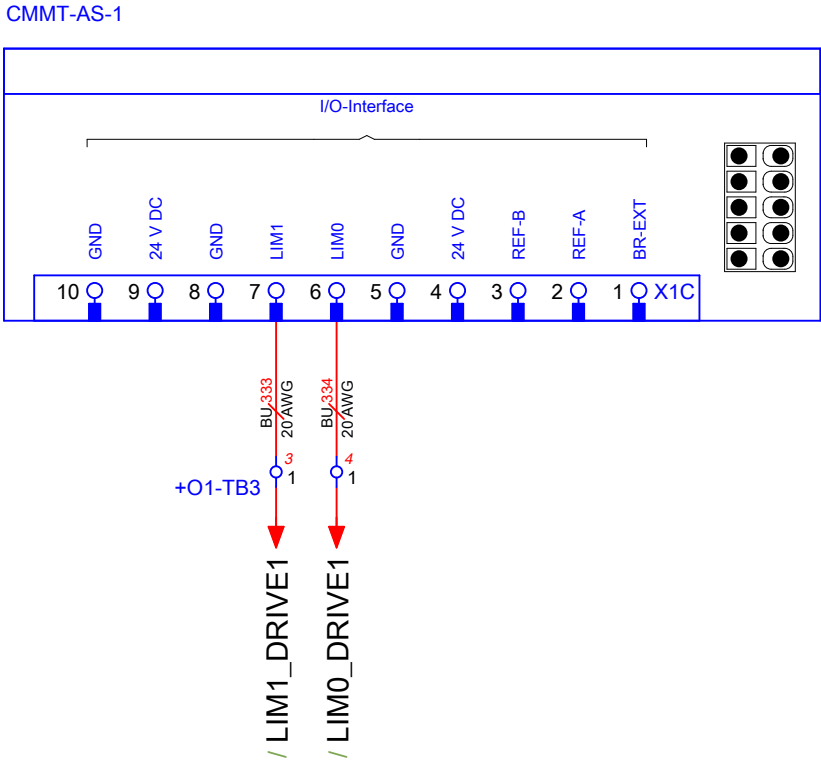 CMMT-AS-1
I/O-Interface
GND
24 V DC
GND
LIM1
LIM0
GND
24 V DC
REF-B
REF-A
BR-EXT
10 9 8 7 6 5 4 3 2 1 X1C
BU 333
20 AWG
BU 334
20 AWG
3
4
+O1-TB3
1
1
/ LIM1_DRIVE1
/ LIM0_DRIVE1